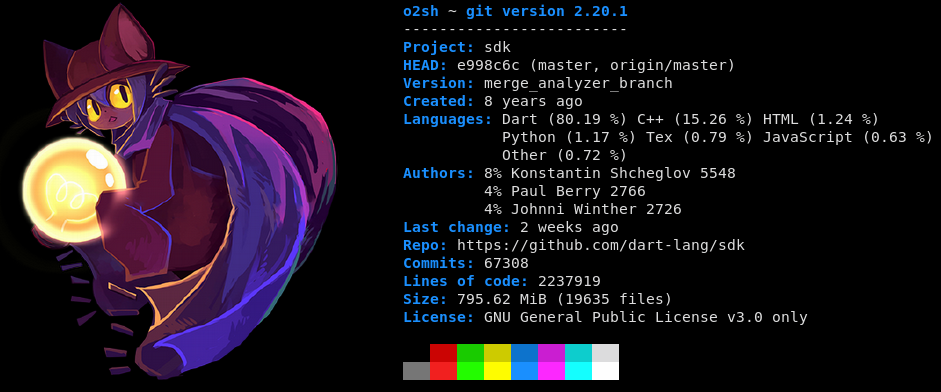 o2sh ~ git version 2.20.1
-------------------------
Project: sdk
HEAD: e998c6c (master, origin/master)
Version: merge_analyzer_branch
Created: 8 years ago
Languages: Dart (80.19 %) C++ (15.26 %) HTML (1.24 %)
Python (1.17 %) Tex (0.79 %) JavaScript (0.63 %)
Other (0.72 %)
Authors: 8% Konstantin Shcheglov 5548
4% Paul Berry 2766
4% Johnni Winther 2726
Last change: 2 weeks ago
Repo: https://github.com/dart-lang/sdk
Commits: 67308
Lines of code: 2237919
Size: 795.62 MiB (19635 files)
License: GNU General Public License v3.0 only